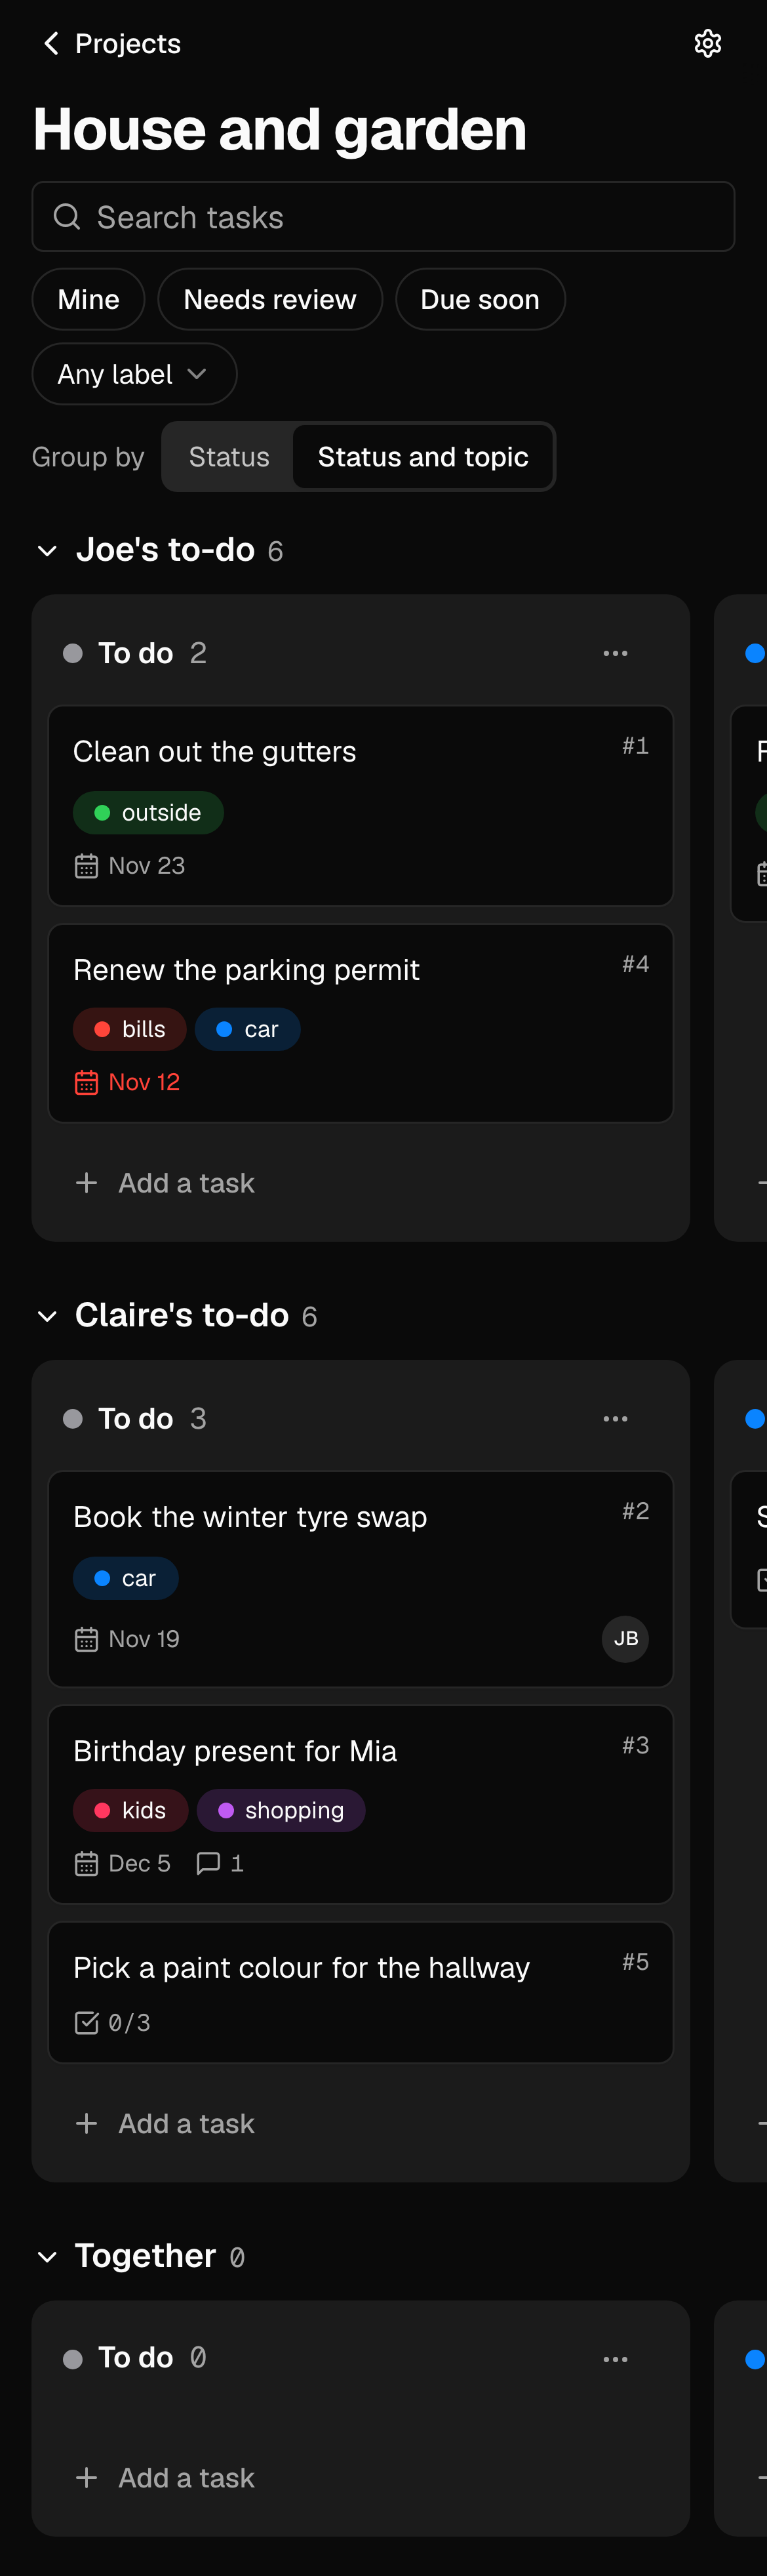 Projects
House and garden
Search tasks
Mine
Needs review
Due soon
Any label
Group by
Status
Status and topic
Joe's to-do 6
To do 2
Clean out the gutters
#1
outside
Nov 23
Renew the parking permit
#4
bills
car
Nov 12
Add a task
Claire's to-do 6
To do 3
Book the winter tyre swap
#2
car
Nov 19
JB
Birthday present for Mia
#3
kids
shopping
Dec 5
1
Pick a paint colour for the hallway
#5
0/3
Add a task
Together 0
To do 0
Add a task